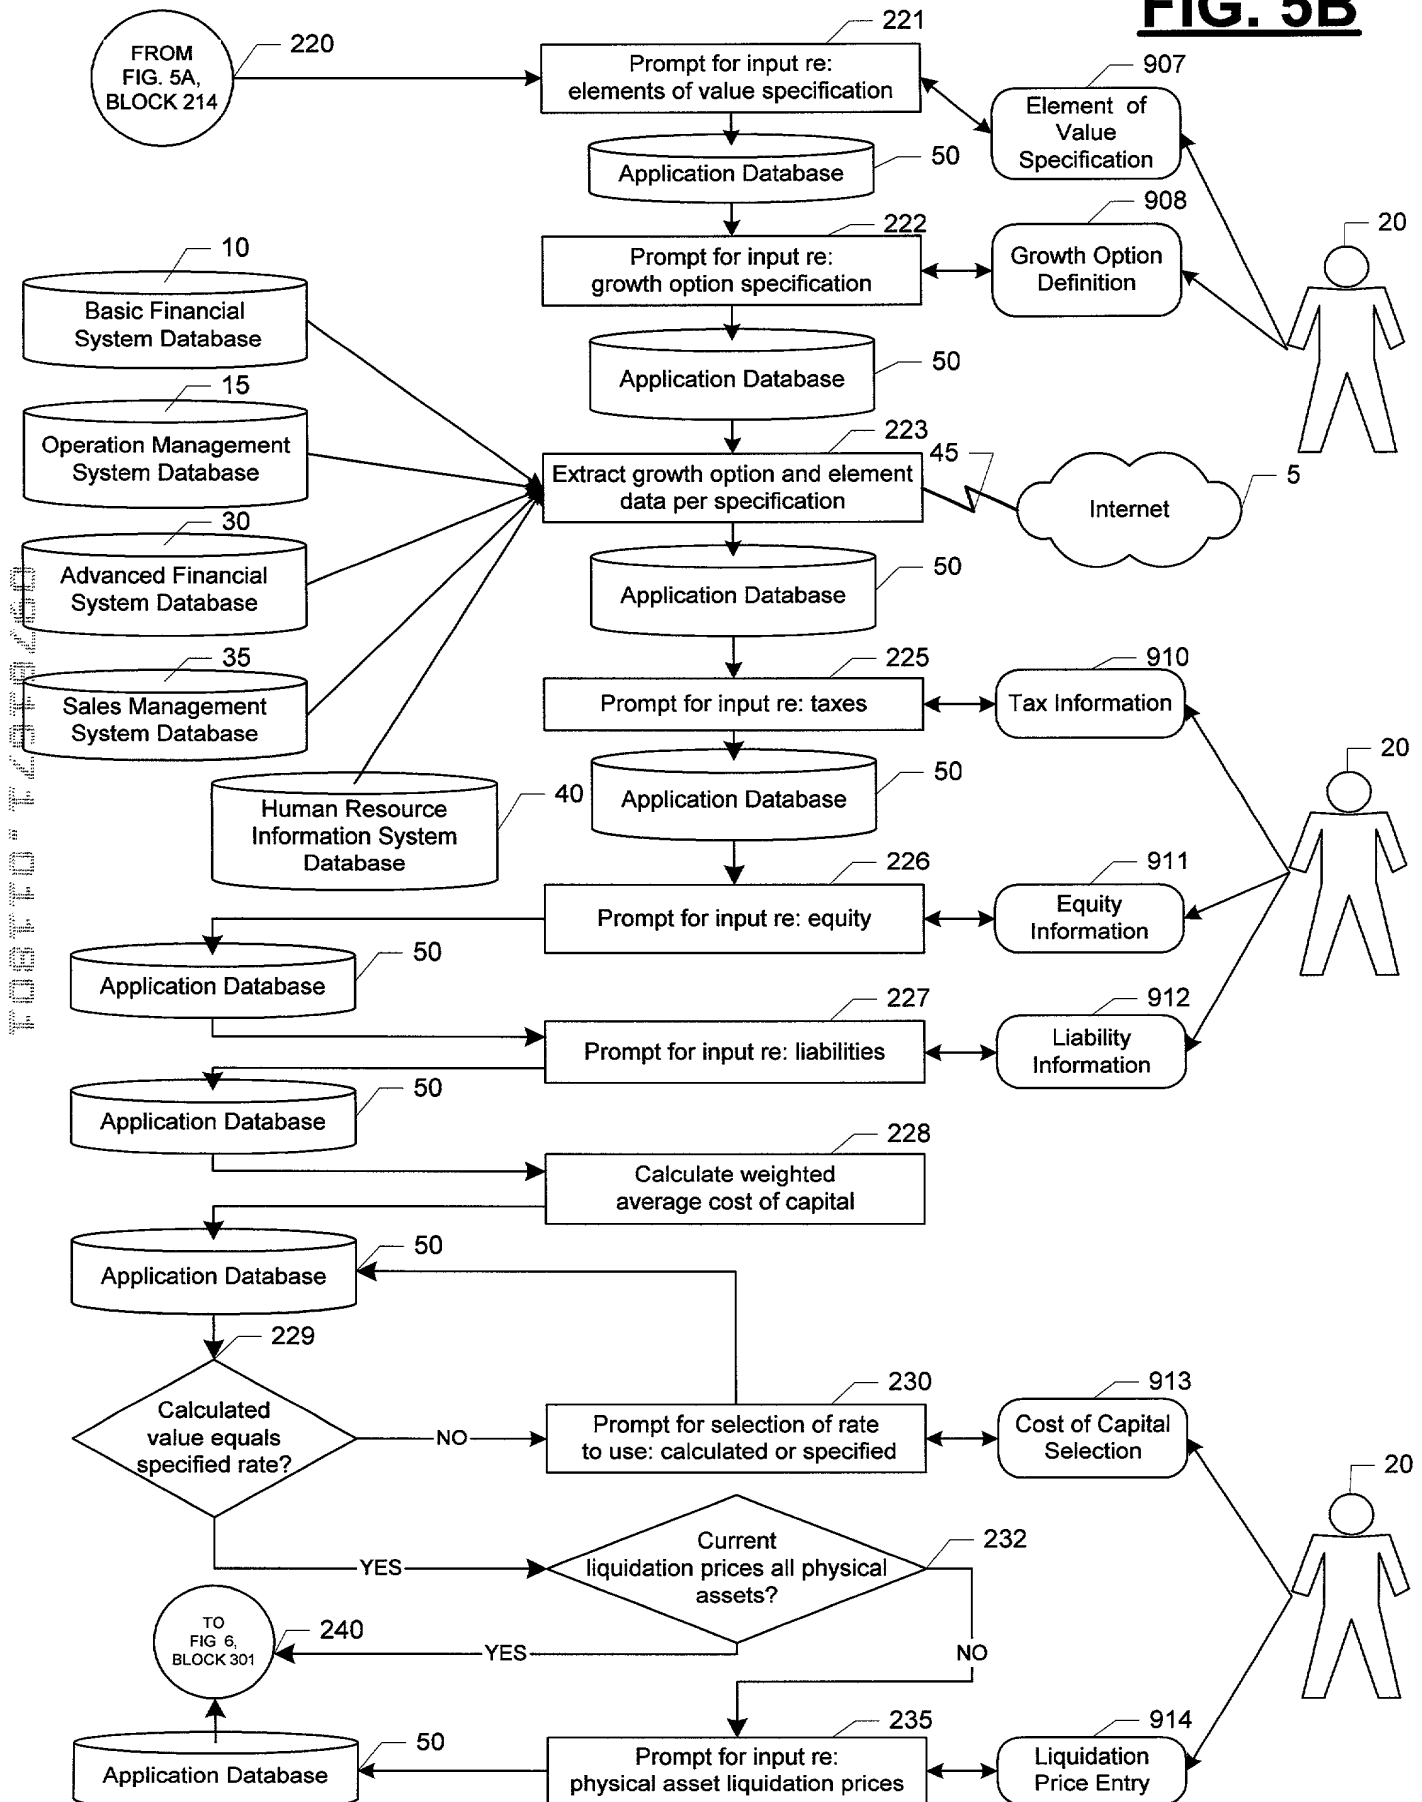 FIG. 5B
FROM
FIG. 5A,
BLOCK 214
220
221
Prompt for input re:
elements of value specification
907
Element of
Value
Specification
50
Application Database
908
222
Prompt for input re:
growth option specification
Growth Option
Definition
20
10
Basic Financial
System Database
50
Application Database
15
Operation Management
System Database
223
Extract growth option and element
data per specification
45
Internet
5
30
Advanced Financial
System Database
50
Application Database
35
Sales Management
System Database
225
Prompt for input re: taxes
910
Tax Information
20
50
Application Database
40
Human Resource
Information System
Database
226
Prompt for input re: equity
911
Equity
Information
50
Application Database
227
Prompt for input re: liabilities
912
Liability
Information
50
Application Database
228
Calculate weighted
average cost of capital
50
Application Database
229
Calculated
value equals
specified rate?
NO
230
Prompt for selection of rate
to use: calculated or specified
913
Cost of Capital
Selection
20
YES
Current
liquidation prices all physical
assets?
232
TO
FIG 6,
BLOCK 301
240
YES
NO
235
Prompt for input re:
physical asset liquidation prices
914
Liquidation
Price Entry
50
Application Database